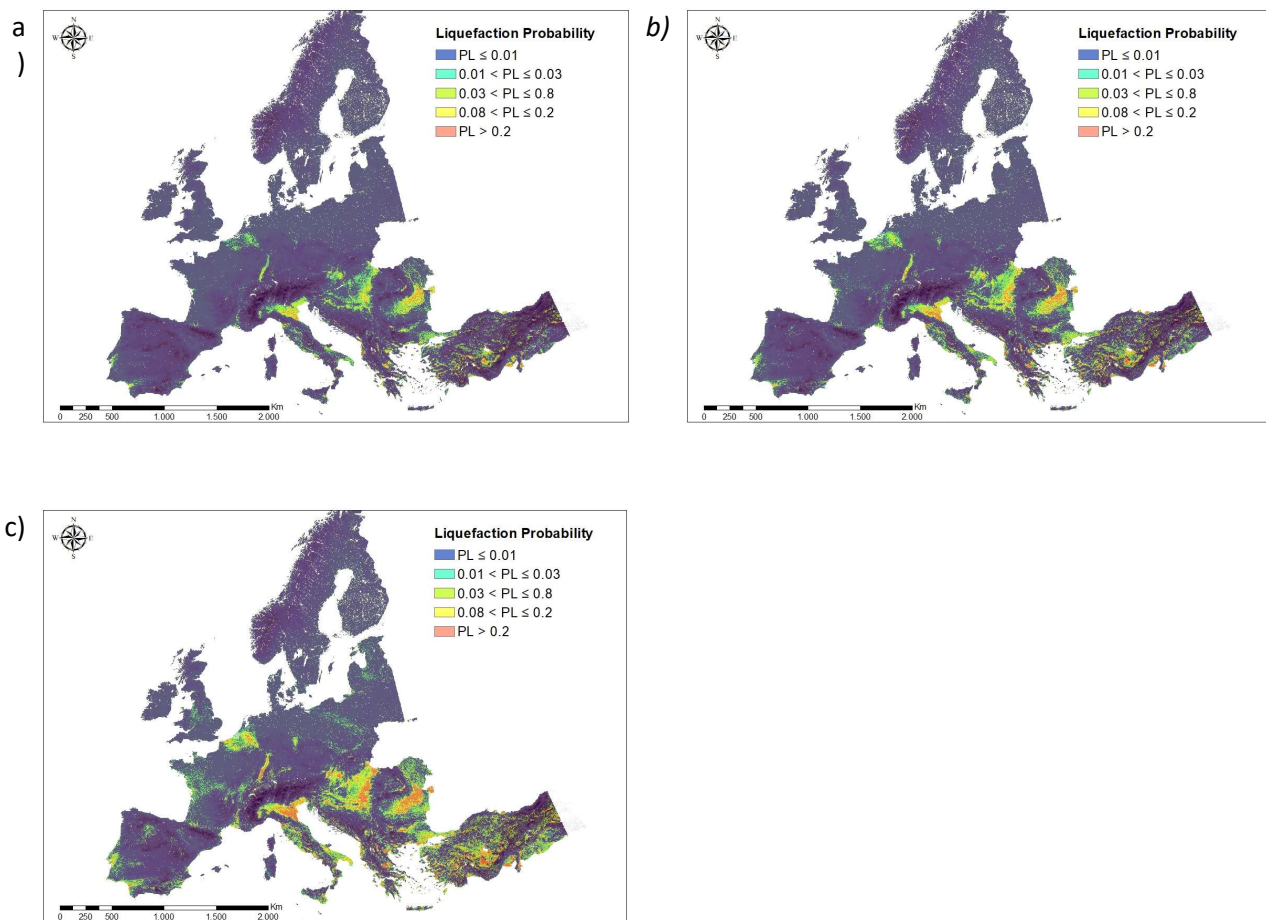 a
)
N
W E
S
Liquefaction Probability
PL ≤ 0.01
0.01 < PL ≤ 0.03
0.03 < PL ≤ 0.8
0.08 < PL ≤ 0.2
PL > 0.2
Km
0 250 500 1.000 1.500 2.000
b)
N
W E
S
Liquefaction Probability
PL ≤ 0.01
0.01 < PL ≤ 0.03
0.03 < PL ≤ 0.8
0.08 < PL ≤ 0.2
PL > 0.2
Km
0 250 500 1.000 1.500 2.000
c)
N
W E
S
Liquefaction Probability
PL ≤ 0.01
0.01 < PL ≤ 0.03
0.03 < PL ≤ 0.8
0.08 < PL ≤ 0.2
PL > 0.2
Km
0 250 500 1.000 1.500 2.000